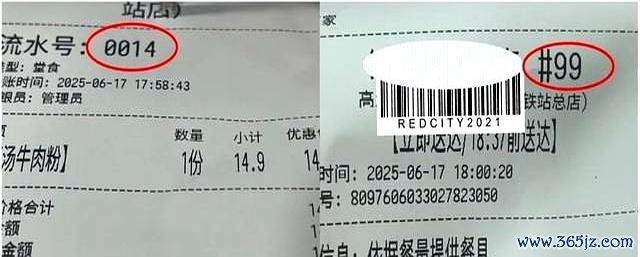 站店）
流水号：0014
类型：堂食
账时间：2025-06-17 17:58:43
银员：管理员
数量 小计 优惠
汤牛肉粉】 1份 14.9 14
价格合计
金额
家
#99
REDCITY2021
铁站总店）
【立即送达/18:37前送达】
时间：2025-06-17 18:00:20
号：8097606033027823050
信息：依据餐量提供餐具
www.365jz.com